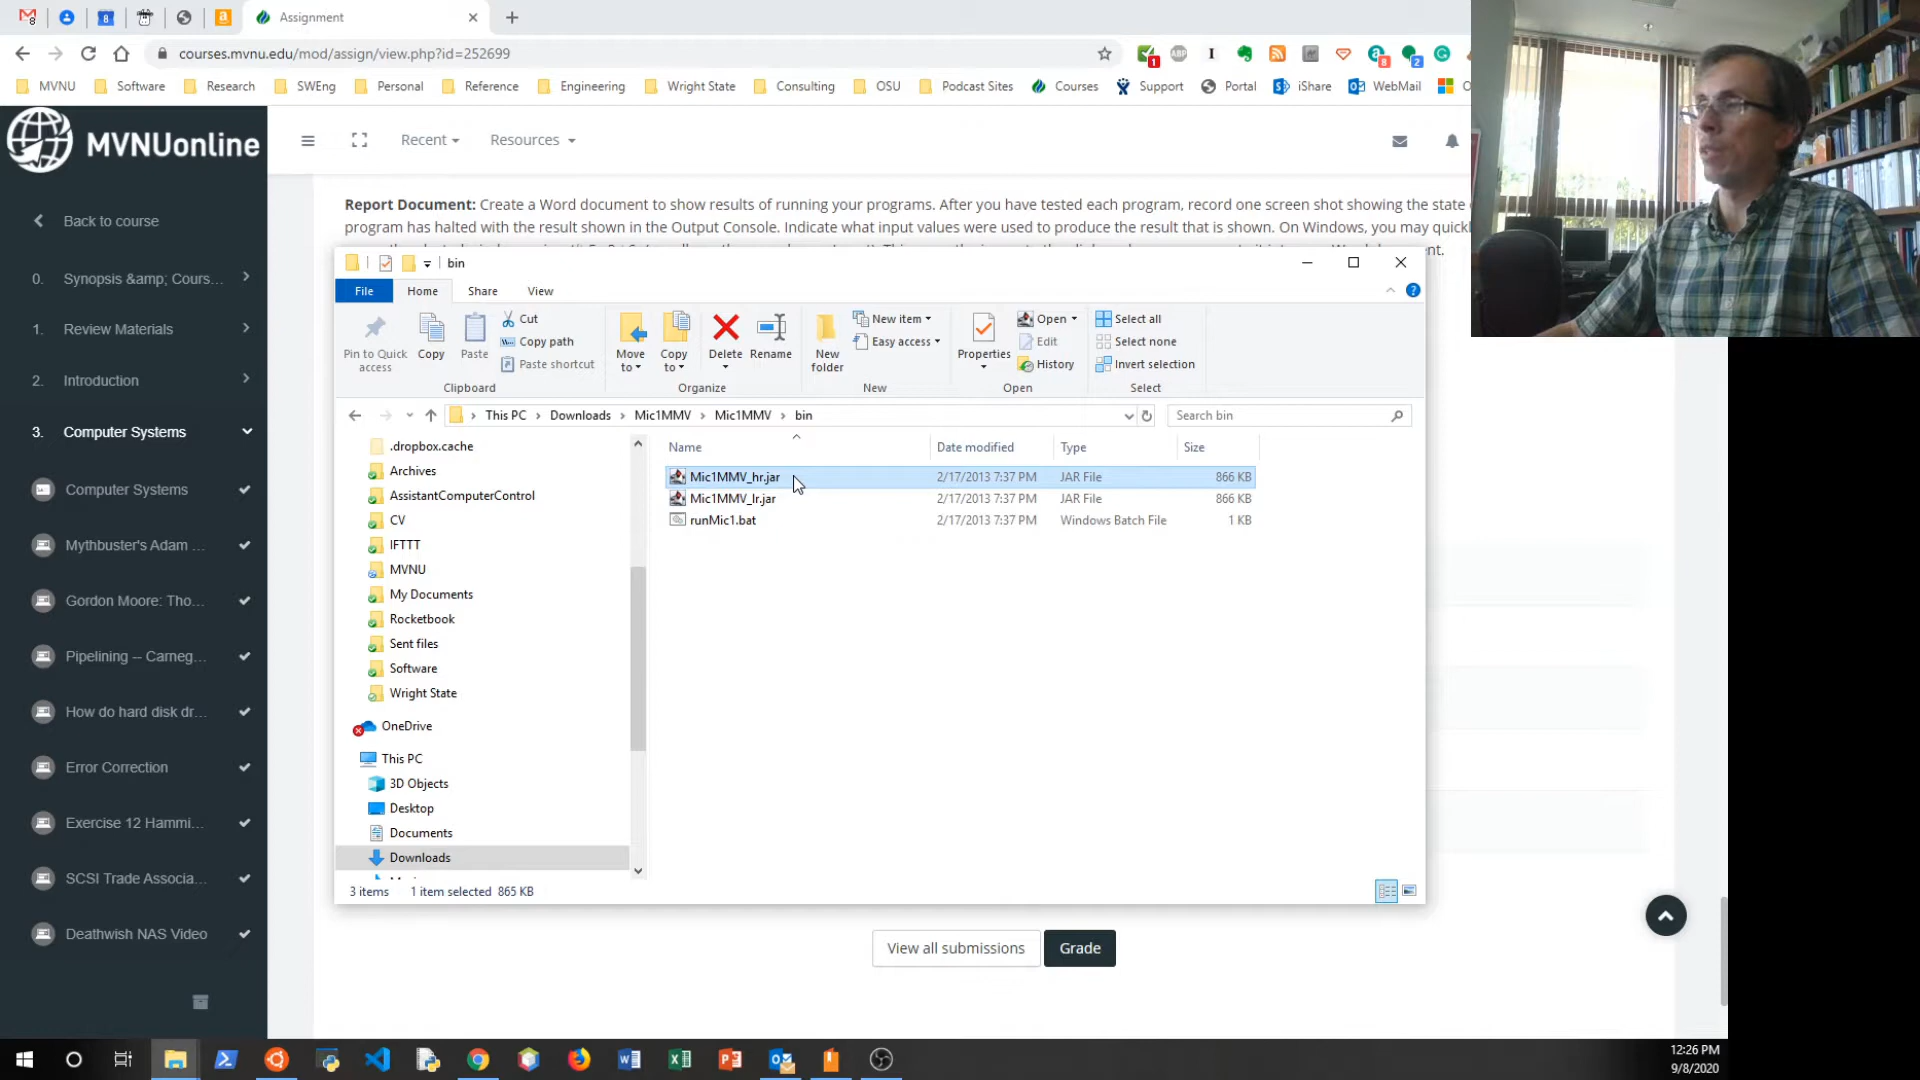 Assignment
courses.mvnu.edu/mod/assign/view.php?id=252699
MVNU Software Research SWEng Personal Reference Engineering Wright State Consulting OSU Podcast Sites Courses Support Portal iShare WebMail
MVNUonline
Recent Resources
Back to course
0. Synopsis &amp; Cours...
1. Review Materials
2. Introduction
3. Computer Systems
Computer Systems
Mythbuster's Adam ...
Gordon Moore: Tho...
Pipelining -- Carneg...
How do hard disk dr...
Error Correction
Exercise 12 Hammi...
SCSI Trade Associa...
Deathwish NAS Video
Report Document: Create a Word document to show results of running your programs. After you have tested each program, record one screen shot showing the state
program has halted with the result shown in the Output Console. Indicate what input values were used to produce the result that is shown. On Windows, you may quickl
bin
File Home Share View
Pin to Quick access
Copy
Paste
Cut
Copy path
Paste shortcut
Clipboard
Move to
Copy to
Delete
Rename
Organize
New folder
New item
Easy access
New
Properties
Open
Edit
History
Open
Select all
Select none
Invert selection
Select
This PC Downloads Mic1MMV Mic1MMV bin
Search bin
.dropbox.cache
Archives
AssistantComputerControl
CV
IFTTT
MVNU
My Documents
Rocketbook
Sent files
Software
Wright State
OneDrive
This PC
3D Objects
Desktop
Documents
Downloads
Name Date modified Type Size
Mic1MMV_hr.jar 2/17/2013 7:37 PM JAR File 866 KB
Mic1MMV_lr.jar 2/17/2013 7:37 PM JAR File 866 KB
runMic1.bat 2/17/2013 7:37 PM Windows Batch File 1 KB
3 items 1 item selected 865 KB
View all submissions Grade
12:26 PM
9/8/2020